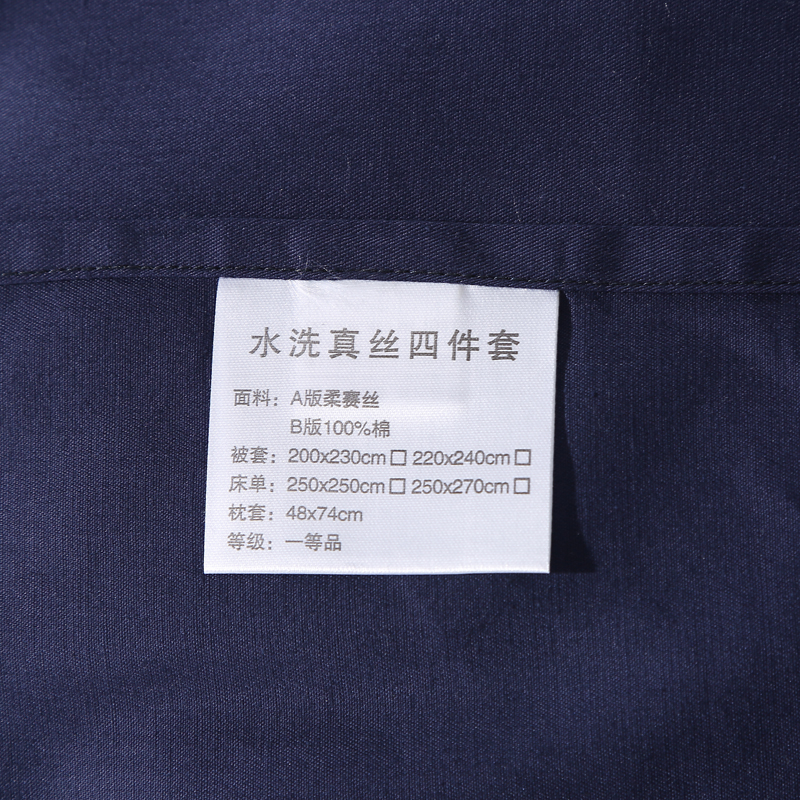 水洗真丝四件套
面料：A版柔赛丝
B版100%棉
被套：200x230cm□ 220x240cm□
床单：250x250cm□ 250x270cm□
枕套：48x74cm
等级：一等品